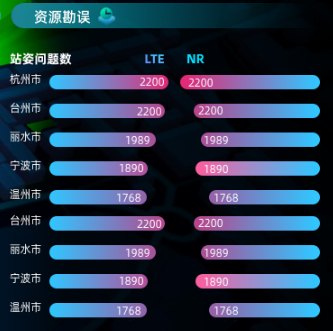 资源勘误
站姿问题数 LTE NR
杭州市 2200 2200
台州市 2200 2200
丽水市 1989 1989
宁波市 1890 1890
温州市 1768 1768
台州市 2200 2200
丽水市 1989 1989
宁波市 1890 1890
温州市 1768 1768